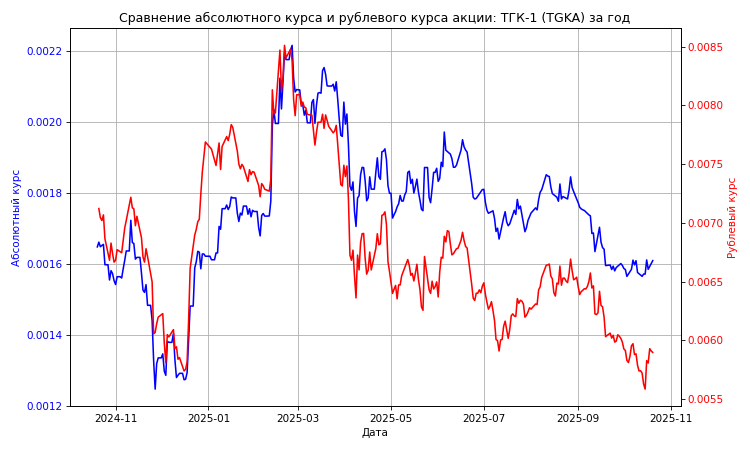 Сравнение абсолютного курса и рублевого курса акции: ТГК-1 (TGKA) за год
0.0022
0.0020
0.0018
0.0016
0.0014
0.0012
Абсолютный курс
0.0085
0.0080
0.0075
0.0070
0.0065
0.0060
0.0055
Рублевый курс
2024-11 2025-01 2025-03 2025-05 2025-07 2025-09 2025-11
Дата